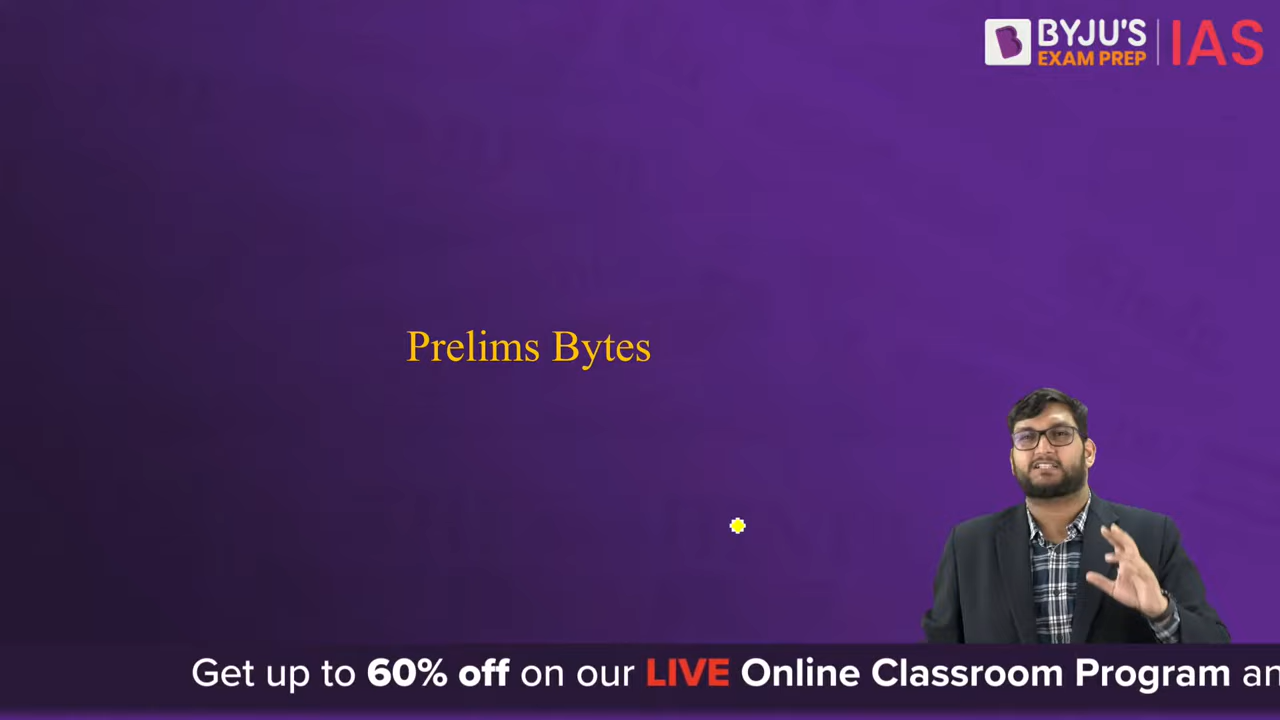 BYJU'S
EXAM PREP
IAS
Prelims Bytes
Get up to 60% off on our LIVE Online Classroom Program an